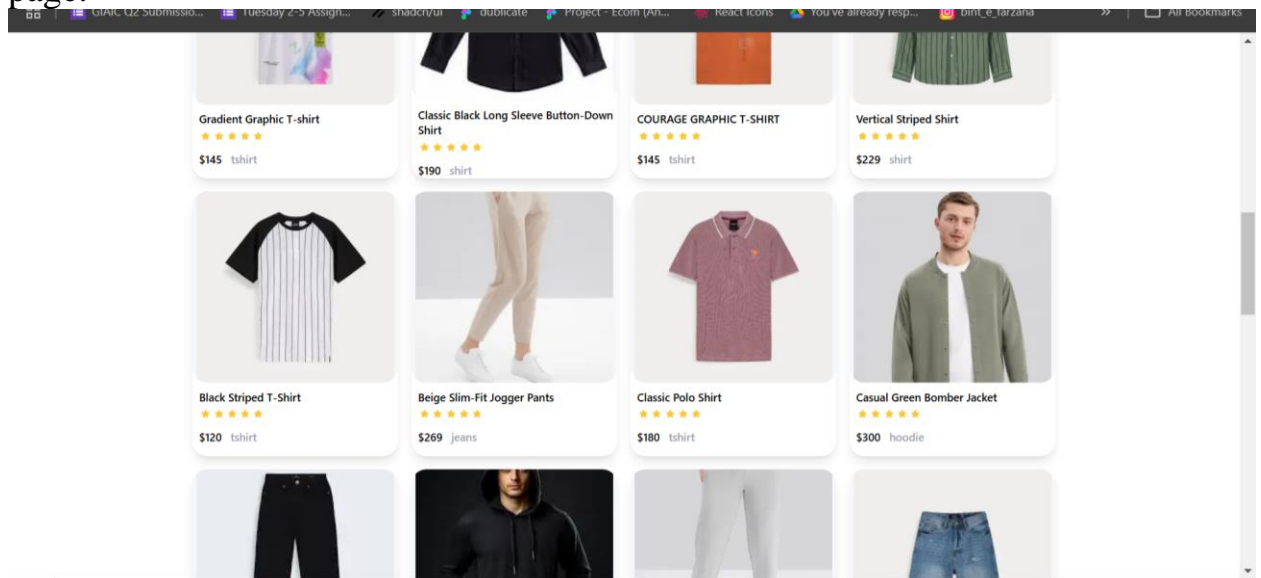 page.
GIAIC Q2 Submissio... Tuesday 2-5 Assign... shadcn/ui dublicate Project - Ecom (An... React Icons You've already resp... bint_e_farzana » All Bookmarks
Gradient Graphic T-shirt
$145 tshirt
Classic Black Long Sleeve Button-Down
Shirt
$190 shirt
COURAGE GRAPHIC T-SHIRT
$145 tshirt
Vertical Striped Shirt
$229 shirt
Black Striped T-Shirt
$120 tshirt
Beige Slim-Fit Jogger Pants
$269 jeans
Classic Polo Shirt
$180 tshirt
Casual Green Bomber Jacket
$300 hoodie